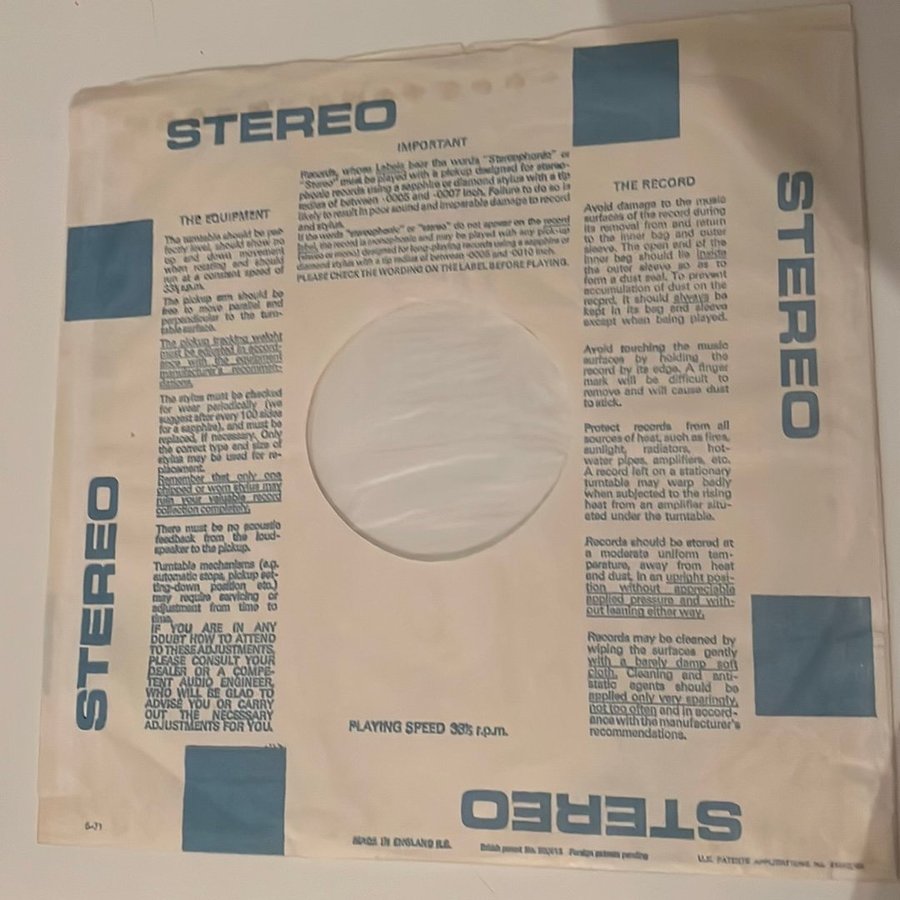 STEREO
IMPORTANT
Records, whose Labels bear the words "Stereophonic" or
"Stereo" must be played with a pickup designed for stereo-
phonic records using a sapphire or diamond stylus with a tip
radius of between ·0005 and ·0007 inch. Failure to do so is
likely to result in poor sound and irreparable damage to record
and stylus.
If the words "stereophonic" or "stereo" do not appear on the record
label, the record is monophonic and may be played with any pick-up
(stereo or mono) designed for long-playing records using a sapphire or
diamond stylus with a tip radius of between ·0005 and ·0010 inch.
PLEASE CHECK THE WORDING ON THE LABEL BEFORE PLAYING.
THE EQUIPMENT
The turntable should be per-
fectly level, should show no
up and down movement
when rotating and should
run at a constant speed of
33⅓ r.p.m.
The pickup arm should be
free to move parallel and
perpendicular to the turn-
table surface.
The pickup tracking weight
must be adjusted in accord-
ance with the equipment
manufacturer's recommen-
dations.
The stylus must be checked
for wear periodically (we
suggest after every 100 sides
for a sapphire), and must be
replaced, if necessary. Only
the correct type and size of
stylus may be used for re-
placement.
Remember that only one
chipped or worn stylus may
ruin your valuable record
collection completely.
There must be no acoustic
feedback from the loud-
speaker to the pickup.
Turntable mechanisms (e.g.
automatic stops, pickup set-
ting-down position etc.)
may require servicing or
adjustment from time to
time.
IF YOU ARE IN ANY
DOUBT HOW TO ATTEND
TO THESE ADJUSTMENTS,
PLEASE CONSULT YOUR
DEALER OR A COMPE-
TENT AUDIO ENGINEER,
WHO WILL BE GLAD TO
ADVISE YOU OR CARRY
OUT THE NECESSARY
ADJUSTMENTS FOR YOU.
THE RECORD
Avoid damage to the music
surfaces of the record during
its removal from and return
to the inner bag and outer
sleeve. The open end of the
inner bag should lie inside
the outer sleeve so as to
form a dust seal. To prevent
accumulation of dust on the
record, it should always be
kept in its bag and sleeve
except when being played.
Avoid touching the music
surfaces by holding the
record by its edge. A finger
mark will be difficult to
remove and will cause dust
to stick.
Protect records from all
sources of heat, such as fires,
sunlight, radiators, hot-
water pipes, amplifiers, etc.
A record left on a stationary
turntable may warp badly
when subjected to the rising
heat from an amplifier situ-
ated under the turntable.
Records should be stored at
a moderate uniform tem-
perature, away from heat
and dust, in an upright posi-
tion without appreciable
applied pressure and with-
out leaning either way.
Records may be cleaned by
wiping the surfaces gently
with a barely damp soft
cloth. Cleaning and anti-
static agents should be
applied only very sparingly,
not too often and in accord-
ance with the manufacturer's
recommendations.
STEREO
STEREO
PLAYING SPEED 33⅓ r.p.m.
STEREO
6-71
MADE IN ENGLAND
British patent No. Foreign patents pending
U.S. PATENTS APPLICATIONS No.